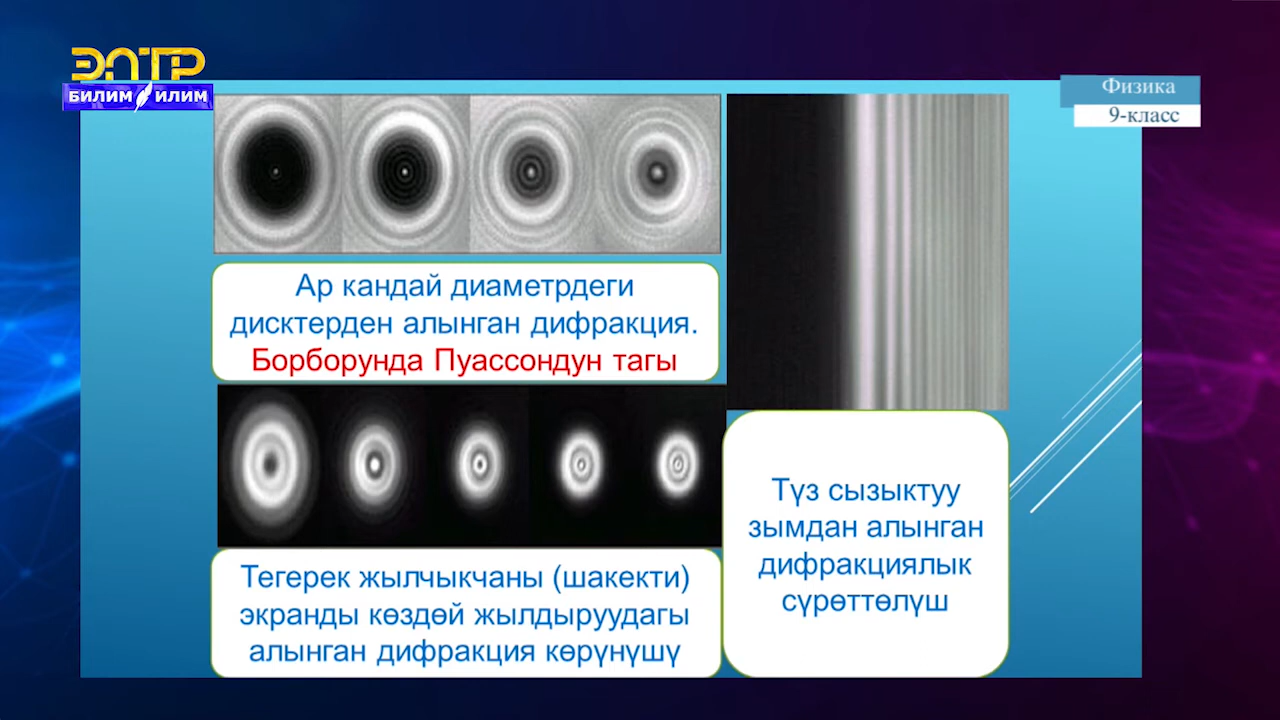 ЭЛТР
БИЛИМ ИЛИМ
Физика
9-класс
Ар кандай диаметрдеги
дисктерден алынган дифракция.
Борборунда Пуассондун тагы
Тегерек жылчыкчаны (шакекти)
экранды көздөй жылдыруудагы
алынган дифракция көрүнүшү
Түз сызыктуу
зымдан алынган
дифракциялык
сүрөттөлүш